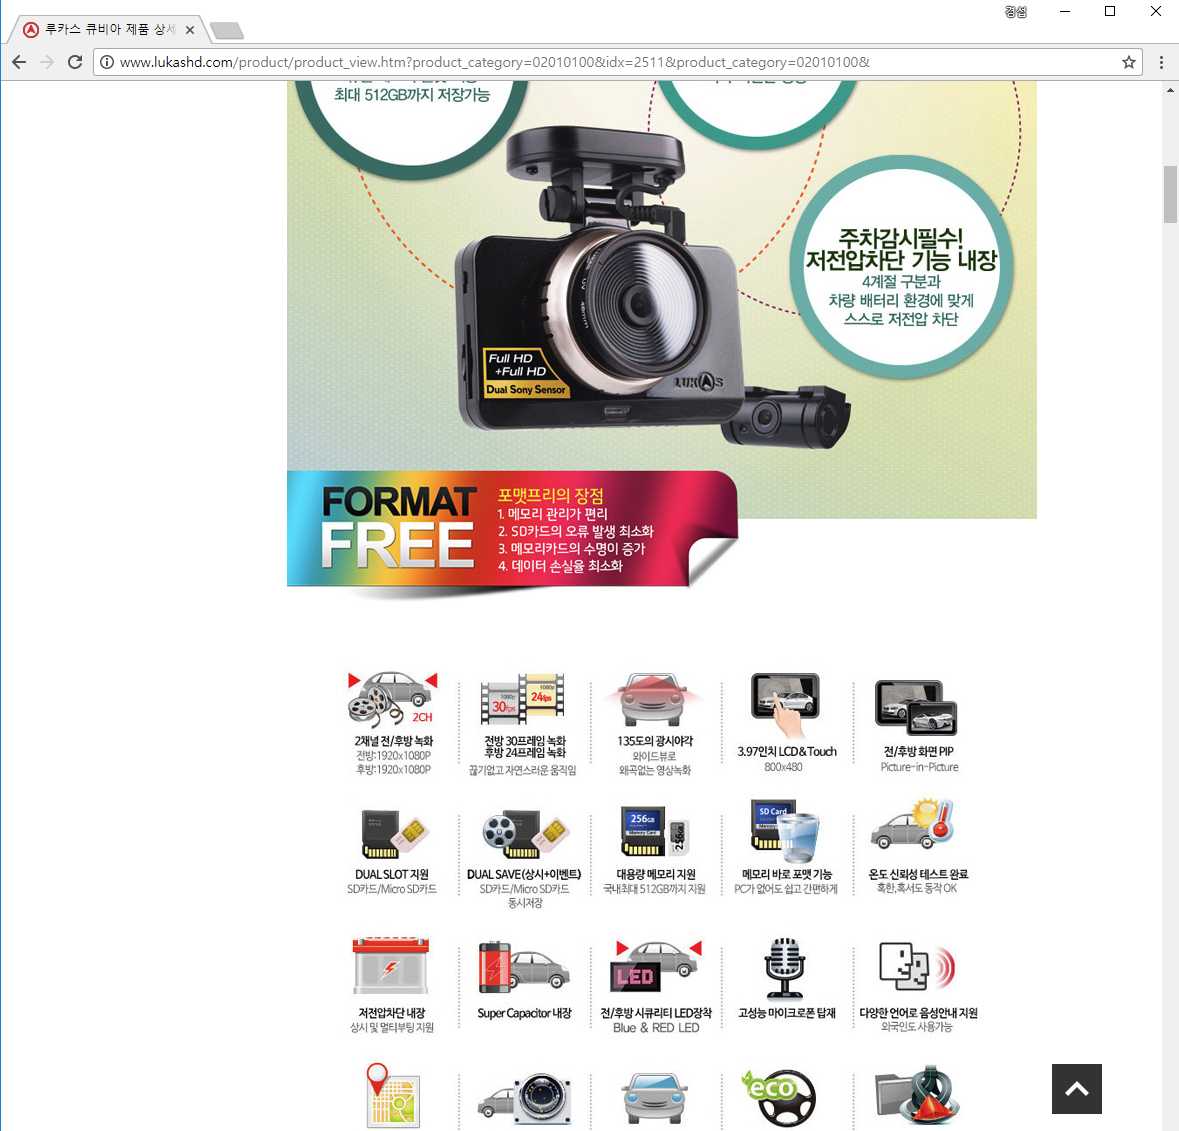 경섭
루카스 큐비아 제품 상세
www.lukashd.com/product/product_view.htm?product_category=02010100&idx=2511&product_category=02010100&
최대 512GB까지 저장가능
주차감시필수!
저전압차단 기능 내장
4계절 구분과
차량 배터리 환경에 맞게
스스로 저전압 차단
UV 46mm
Full HD
+Full HD
Dual Sony Sensor
LUKAS
FORMAT
FREE
포맷프리의 장점
1. 메모리 관리가 편리
2. SD카드의 오류 발생 최소화
3. 메모리카드의 수명이 증가
4. 데이터 손실율 최소화
2CH
2채널 전/후방 녹화
전방:1920x1080P
후방:1920x1080P
1080p
30fps
1080p
24fps
전방 30프레임 녹화
후방 24프레임 녹화
끊기없고 자연스러운 움직임
135도의 광시야각
와이드뷰로
왜곡없는 영상녹화
3.97인치 LCD & Touch
800x480
전/후방 화면 PIP
Picture-in-Picture
DUAL SLOT 지원
SD카드/Micro SD카드
DUAL SAVE(상시+이벤트)
SD카드/Micro SD카드
동시저장
256GB
Memory Card
256GB
대용량 메모리 지원
국내최대 512GB까지 지원
SD Card
메모리 바로 포맷 기능
PC가 없어도 쉽고 간편하게
온도 신뢰성 테스트 완료
혹한,혹서도 동작 OK
저전압차단 내장
상시 및 멀티부팅 지원
Super Capacitor 내장
LED
전/후방 시큐리티 LED장착
Blue & RED LED
고성능 마이크로폰 탑재
다양한 언어로 음성안내 지원
외국인도 사용가능
eco